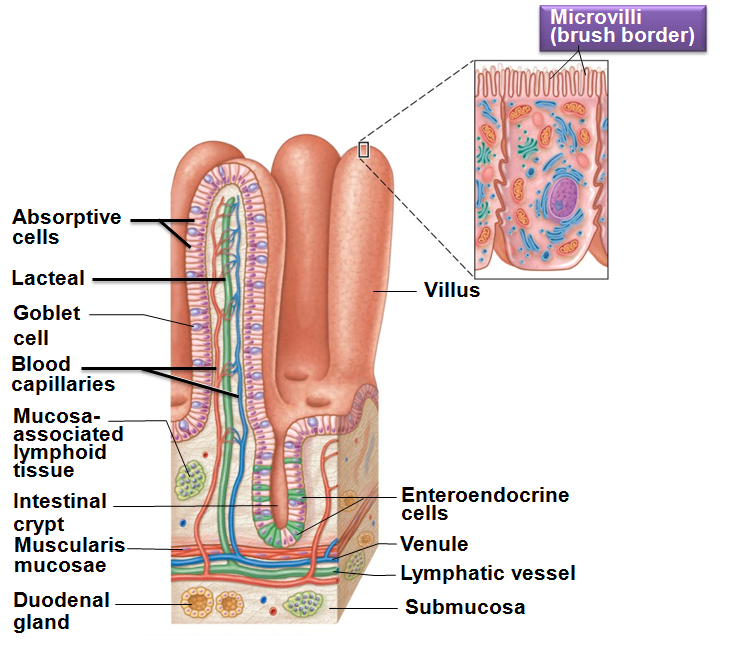 Microvilli
(brush border)
Absorptive
cells
Lacteal
Goblet
cell
Blood
capillaries
Mucosa-
associated
lymphoid
tissue
Intestinal
crypt
Muscularis
mucosae
Duodenal
gland
Villus
Enteroendocrine
cells
Venule
Lymphatic vessel
Submucosa